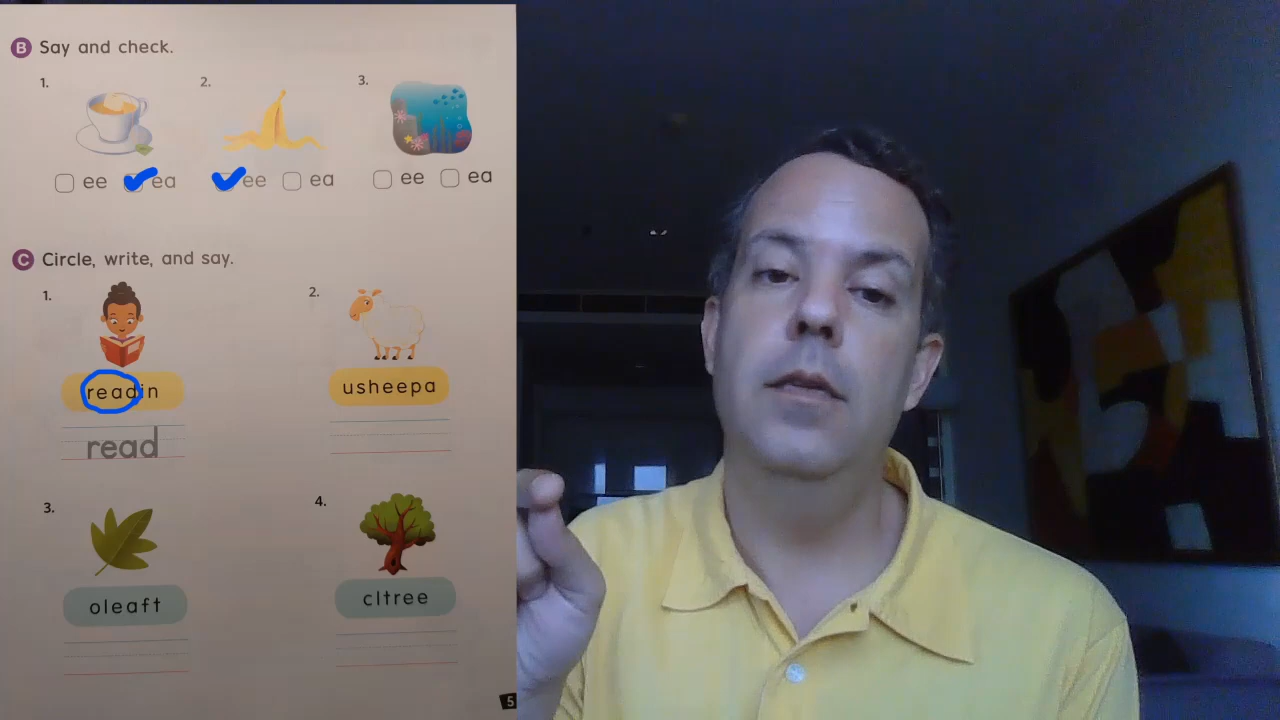 B Say and check.
1. 2. 3.
ee ea ee ea ee ea
C Circle, write, and say.
1. 2.
readin usheepa
read
3. 4.
oleaft cltree
5